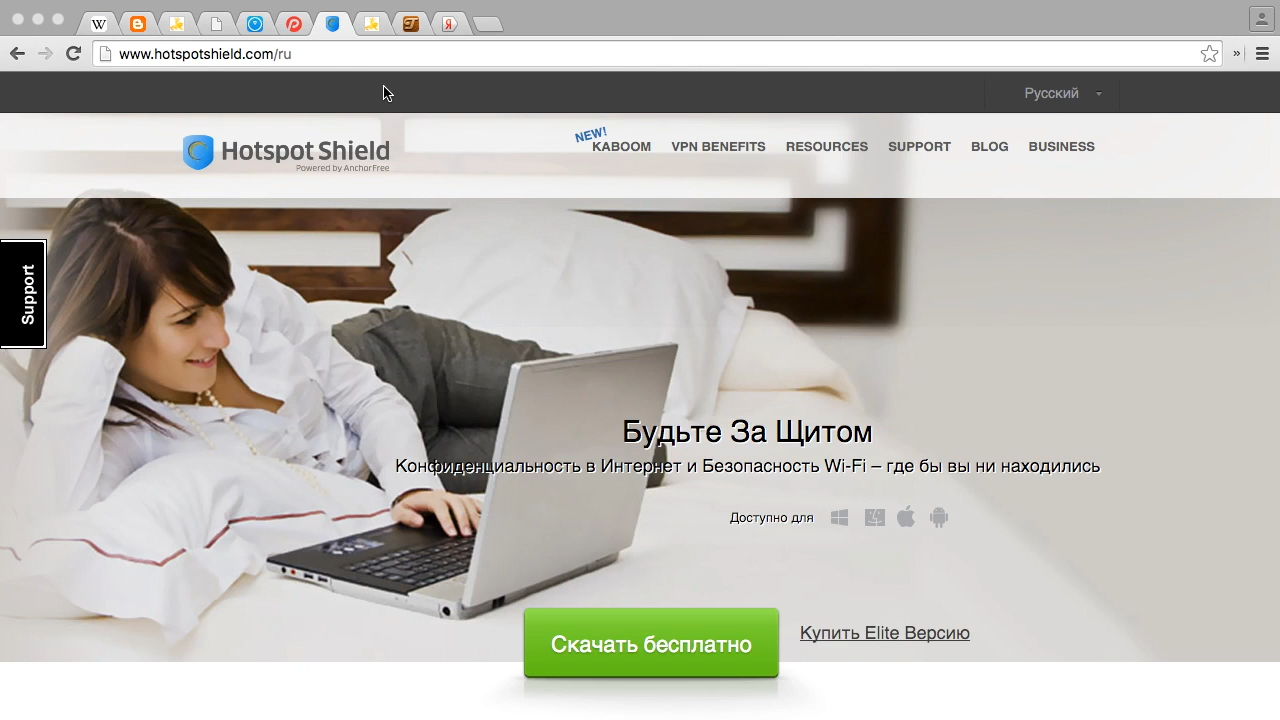 www.hotspotshield.com/ru
Русский
Hotspot Shield
Powered by AnchorFree
NEW!
KABOOM VPN BENEFITS RESOURCES SUPPORT BLOG BUSINESS
Support
Будьте За Щитом
Конфиденциальность в Интернет и Безопасность Wi-Fi – где бы вы ни находились
Доступно для
Скачать бесплатно
Купить Elite Версию